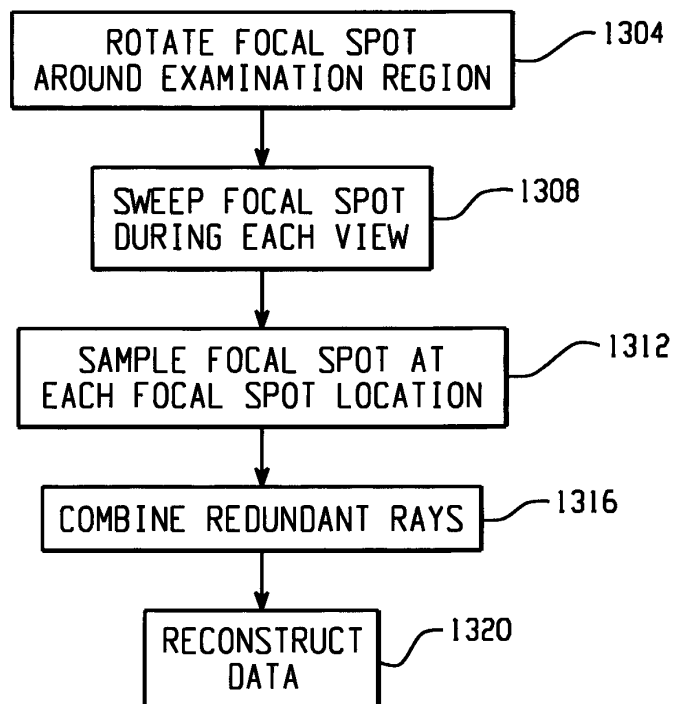 ROTATE FOCAL SPOT
AROUND EXAMINATION REGION
1304
SWEEP FOCAL SPOT
DURING EACH VIEW
1308
SAMPLE FOCAL SPOT AT
EACH FOCAL SPOT LOCATION
1312
COMBINE REDUNDANT RAYS
1316
RECONSTRUCT
DATA
1320